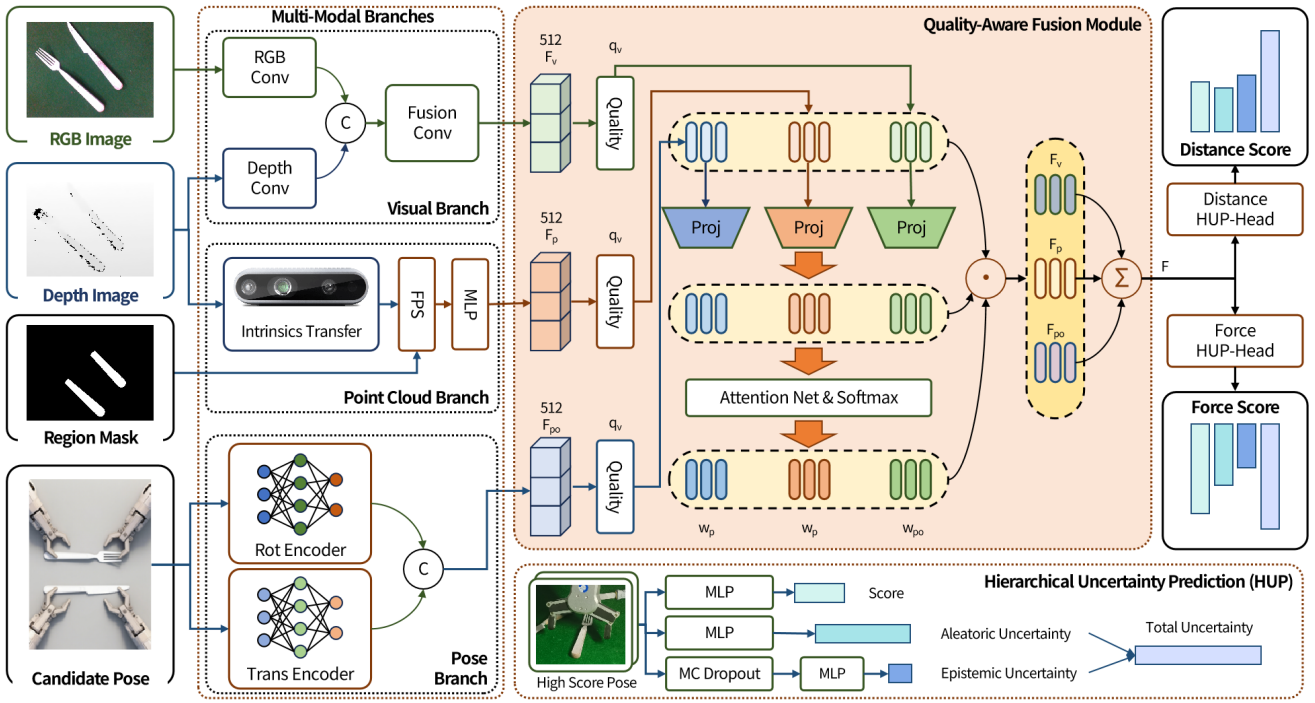 RGB Image
Depth Image
Region Mask
Candidate Pose
Multi-Modal Branches
RGB
Conv
C
Fusion
Conv
Depth
Conv
Visual Branch
Intrinsics Transfer
FPS
MLP
Point Cloud Branch
Rot Encoder
C
Trans Encoder
Pose
Branch
Quality-Aware Fusion Module
512
Fv
qv
Quality
512
Fp
qv
Quality
512
Fpo
qv
Quality
Proj
Proj
Proj
Attention Net & Softmax
wp
wp
wpo
Fv
Fp
Fpo
Σ
F
Distance Score
Distance
HUP-Head
Force
HUP-Head
Force Score
Hierarchical Uncertainty Prediction (HUP)
High Score Pose
MLP
Score
MLP
Aleatoric Uncertainty
MC Dropout
MLP
Epistemic Uncertainty
Total Uncertainty